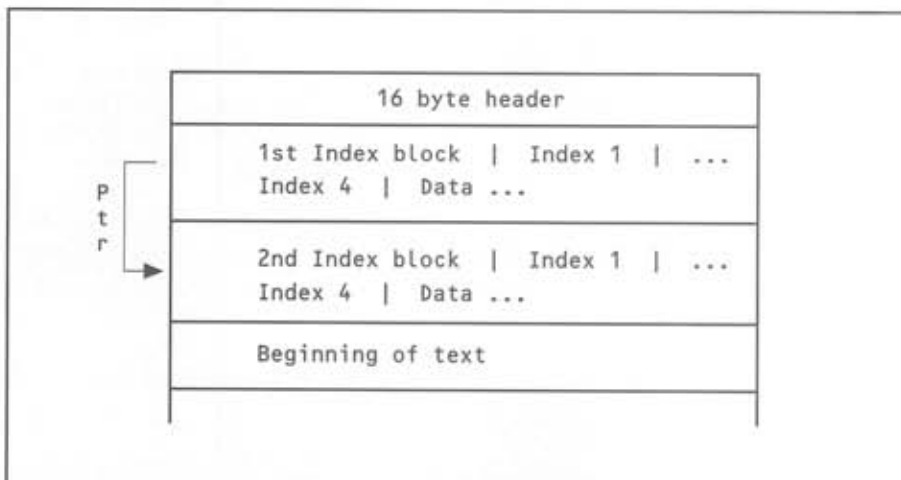 16 byte header
1st Index block | Index 1 | ...
Index 4 | Data ...
Ptr
2nd Index block | Index 1 | ...
Index 4 | Data ...
Beginning of text